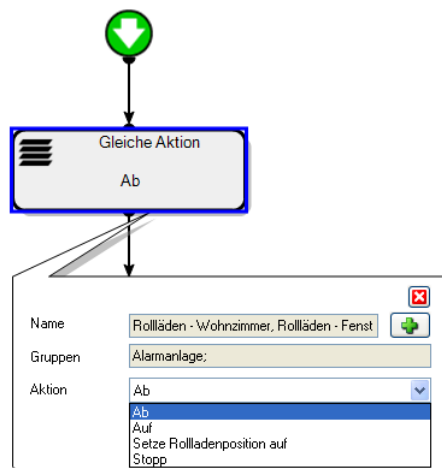 Gleiche Aktion
Ab
Name Rollläden - Wohnzimmer, Rollläden - Fenst
Gruppen Alarmanlage;
Aktion Ab
Ab
Auf
Setze Rollladenposition auf
Stopp